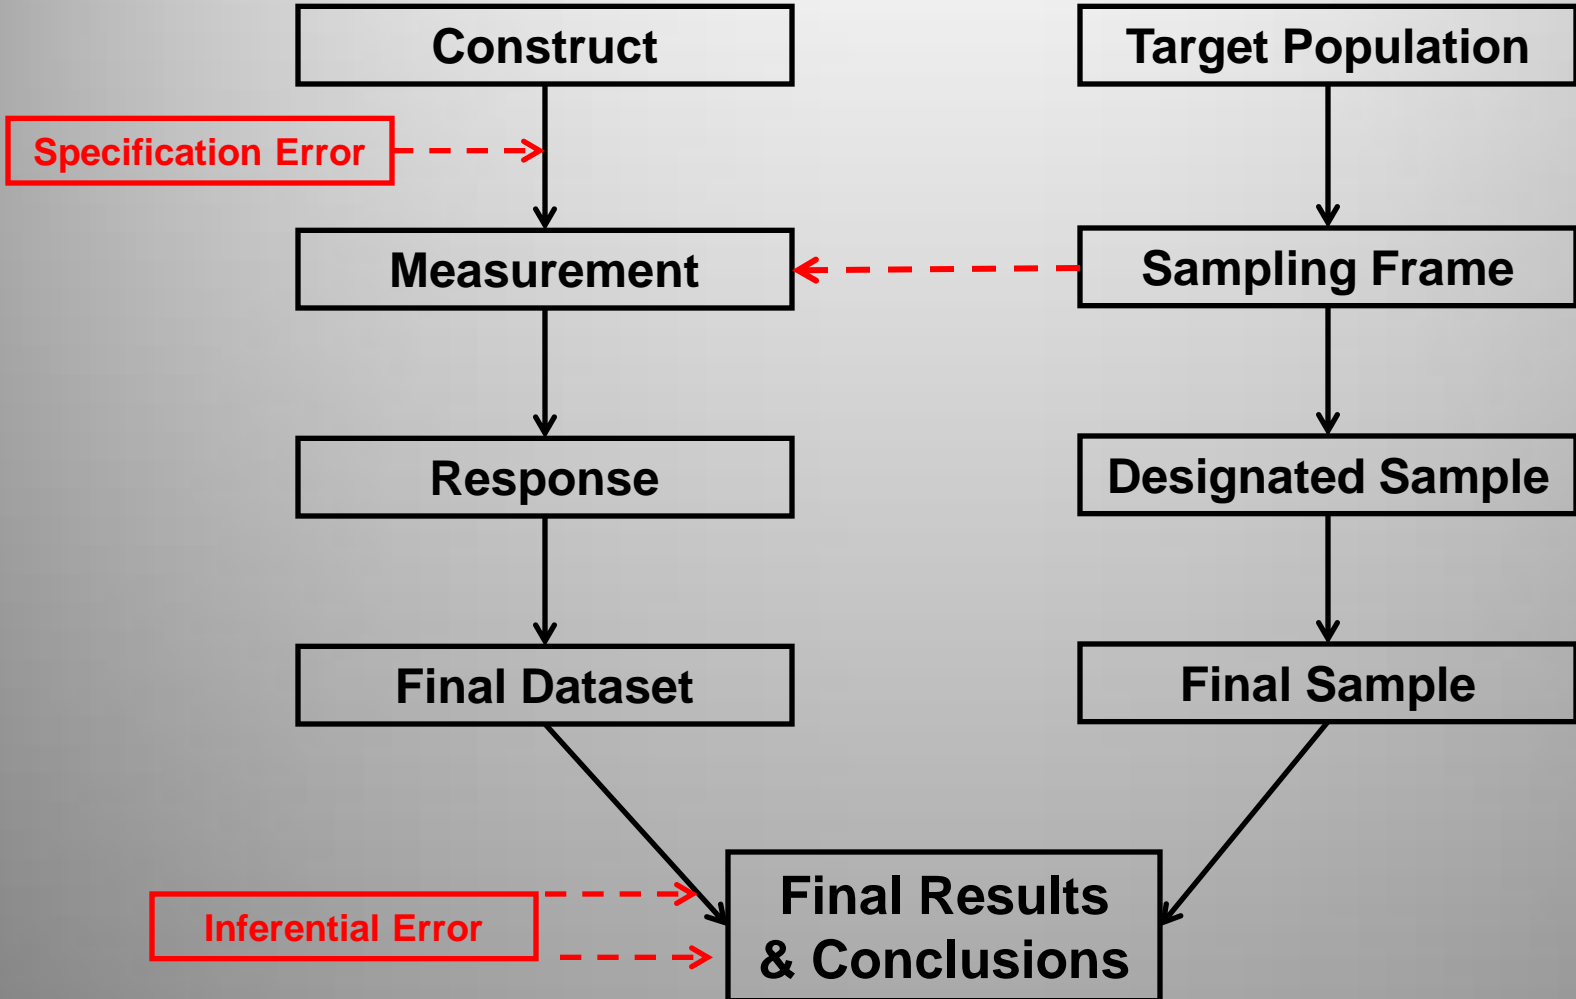 Construct
Target Population
Specification Error
Measurement
Sampling Frame
Response
Designated Sample
Final Dataset
Final Sample
Inferential Error
Final Results
& Conclusions